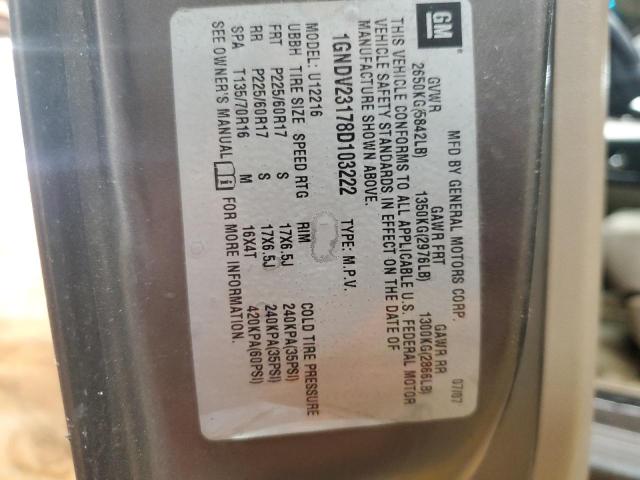 GM
MFD BY GENERAL MOTORS CORP. 07/07
GVWR GAWR FRT GAWR RR
2650KG(5842LB) 1350KG(2976LB) 1300KG(2866LB)
THIS VEHICLE CONFORMS TO ALL APPLICABLE U.S. FEDERAL MOTOR
VEHICLE SAFETY STANDARDS IN EFFECT ON THE DATE OF
MANUFACTURE SHOWN ABOVE.
1GNDV23178D103222 TYPE: M.P.V.
MODEL: U12216
UBBH TIRE SIZE SPEED RTG RIM COLD TIRE PRESSURE
FRT P225/60R17 S 17X6.5J 240KPA(35PSI)
RR P225/60R17 S 17X6.5J 240KPA(35PSI)
SPA T135/70R16 M 16X4T 420KPA(60PSI)
SEE OWNER'S MANUAL i FOR MORE INFORMATION.